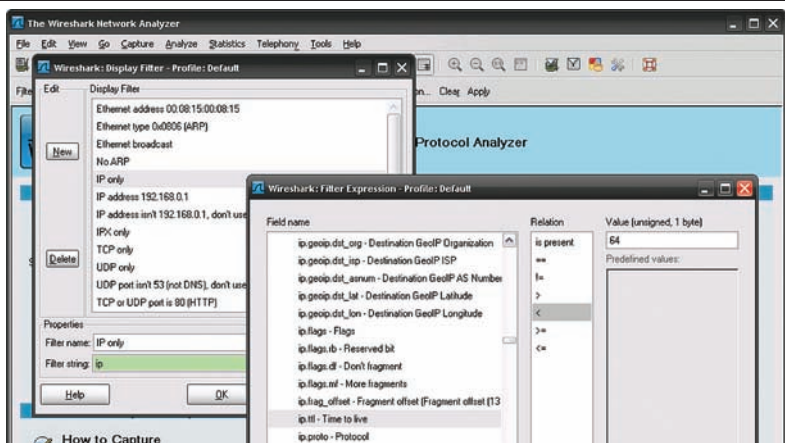 The Wireshark Network Analyzer
File Edit View Go Capture Analyze Statistics Telephony Tools Help
Wireshark: Display Filter - Profile: Default
Clear Apply
Edit
Display Filter
Ethernet address 00:08:15:00:08:15
Ethernet type 0x0806 (ARP)
Ethernet broadcast
No ARP
IP only
IP address 192.168.0.1
IP address isn't 192.168.0.1, don't use
IPX only
TCP only
UDP only
UDP port isn't 53 (not DNS), don't use
TCP or UDP port is 80 (HTTP)
New
Delete
Properties
Filter name: IP only
Filter string: ip
Help
OK
Protocol Analyzer
Wireshark: Filter Expression - Profile: Default
Field name
ip.geoip.dst_org - Destination GeoIP Organization
ip.geoip.dst_isp - Destination GeoIP ISP
ip.geoip.dst_asnum - Destination GeoIP AS Number
ip.geoip.dst_lat - Destination GeoIP Latitude
ip.geoip.dst_lon - Destination GeoIP Longitude
ip.flags - Flags
ip.flags.rb - Reserved bit
ip.flags.df - Don't fragment
ip.flags.mf - More fragments
ip.frag_offset - Fragment offset (Fragment offset (13
ip.ttl - Time to live
ip.proto - Protocol
Relation
is present
==
!=
>
<
>=
<=
Value (unsigned, 1 byte)
64
Predefined values:
How to Capture